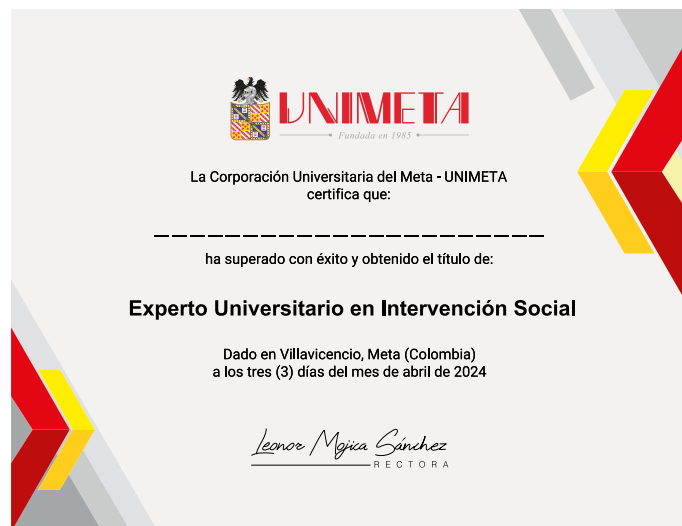 UNIMETA
Fundada en 1985
La Corporación Universitaria del Meta - UNIMETA
certifica que:
ha superado con éxito y obtenido el título de:
Experto Universitario en Intervención Social
Dado en Villavicencio, Meta (Colombia)
a los tres (3) días del mes de abril de 2024
Leonor Mojica Sánchez
RECTORA